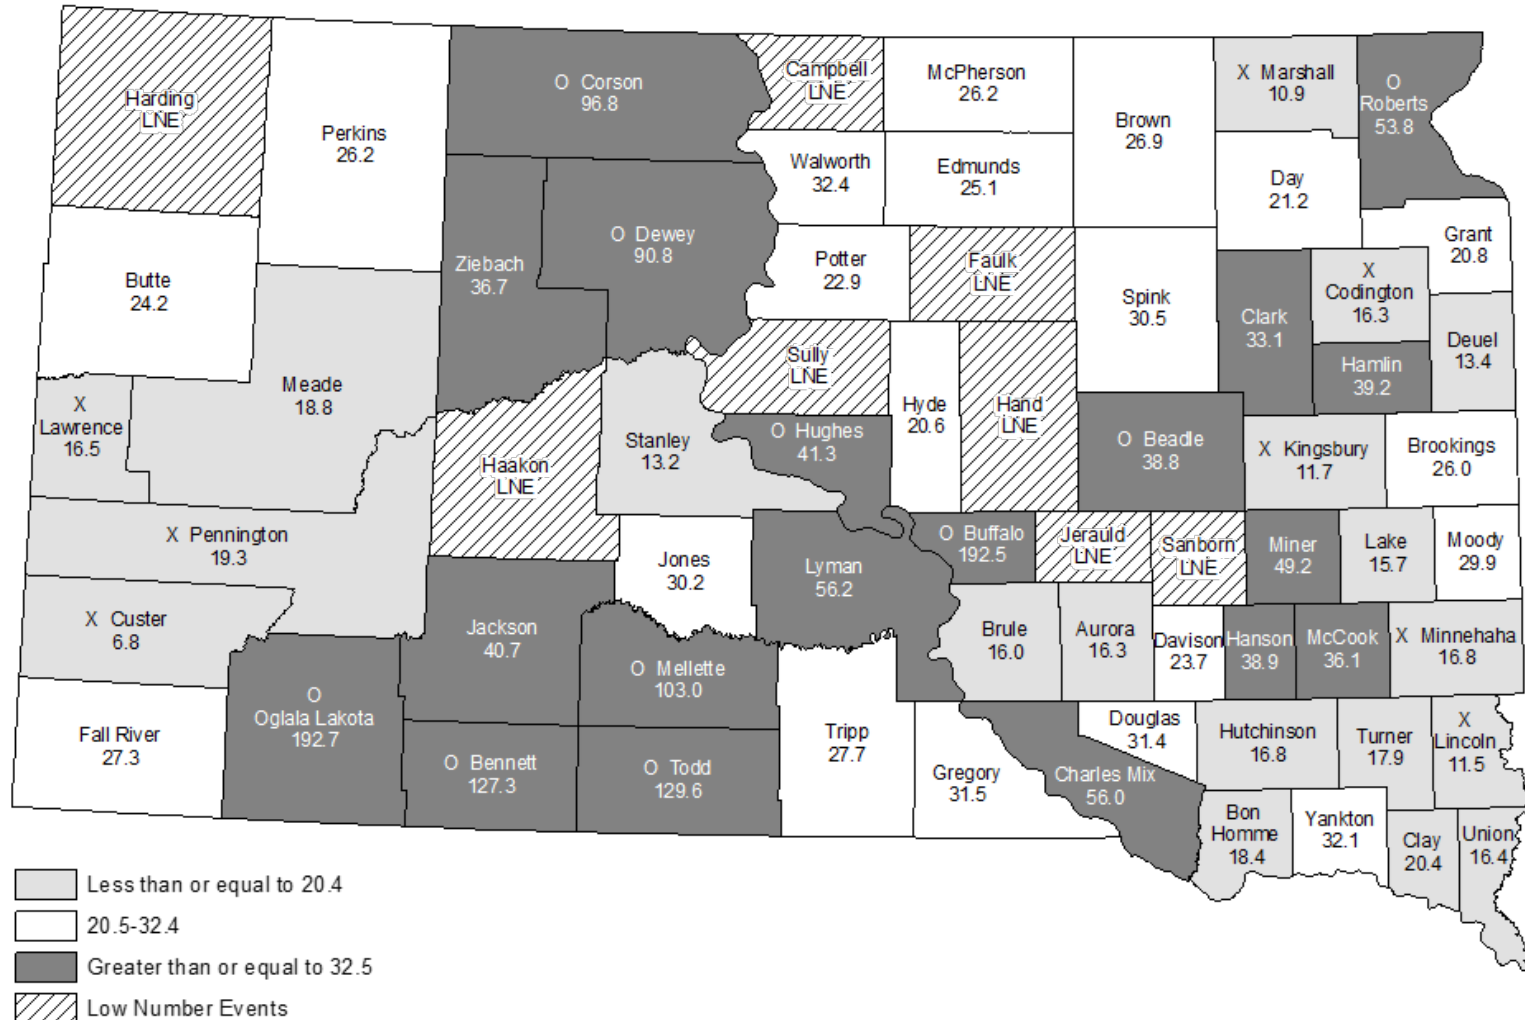 Harding
LNE
Perkins
26.2
O Corson
96.8
Campbell
LNE
McPherson
26.2
Brown
26.9
X Marshall
10.9
O
Roberts
53.8
Walworth
32.4
Edmunds
25.1
Day
21.2
Butte
24.2
Ziebach
36.7
O Dewey
90.8
Potter
22.9
Faulk
LNE
Spink
30.5
Clark
33.1
X
Codington
16.3
Grant
20.8
Meade
18.8
Sully
LNE
Hyde
20.6
Hand
LNE
Hamlin
39.2
Deuel
13.4
X
Lawrence
16.5
Haakon
LNE
Stanley
13.2
O Hughes
41.3
O Beadle
38.8
X Kingsbury
11.7
Brookings
26.0
X Pennington
19.3
Jones
30.2
Lyman
56.2
O Buffalo
192.5
Jerauld
LNE
Sanborn
LNE
Miner
49.2
Lake
15.7
Moody
29.9
X Custer
6.8
Jackson
40.7
O Mellette
103.0
Brule
16.0
Aurora
16.3
Davison
23.7
Hanson
38.9
McCook
36.1
X Minnehaha
16.8
Fall River
27.3
O
Oglala Lakota
192.7
O Bennett
127.3
O Todd
129.6
Tripp
27.7
Gregory
31.5
Charles Mix
56.0
Douglas
31.4
Hutchinson
16.8
Turner
17.9
X
Lincoln
11.5
Bon
Homme
18.4
Yankton
32.1
Clay
20.4
Union
16.4
Less than or equal to 20.4
20.5-32.4
Greater than or equal to 32.5
Low Number Events